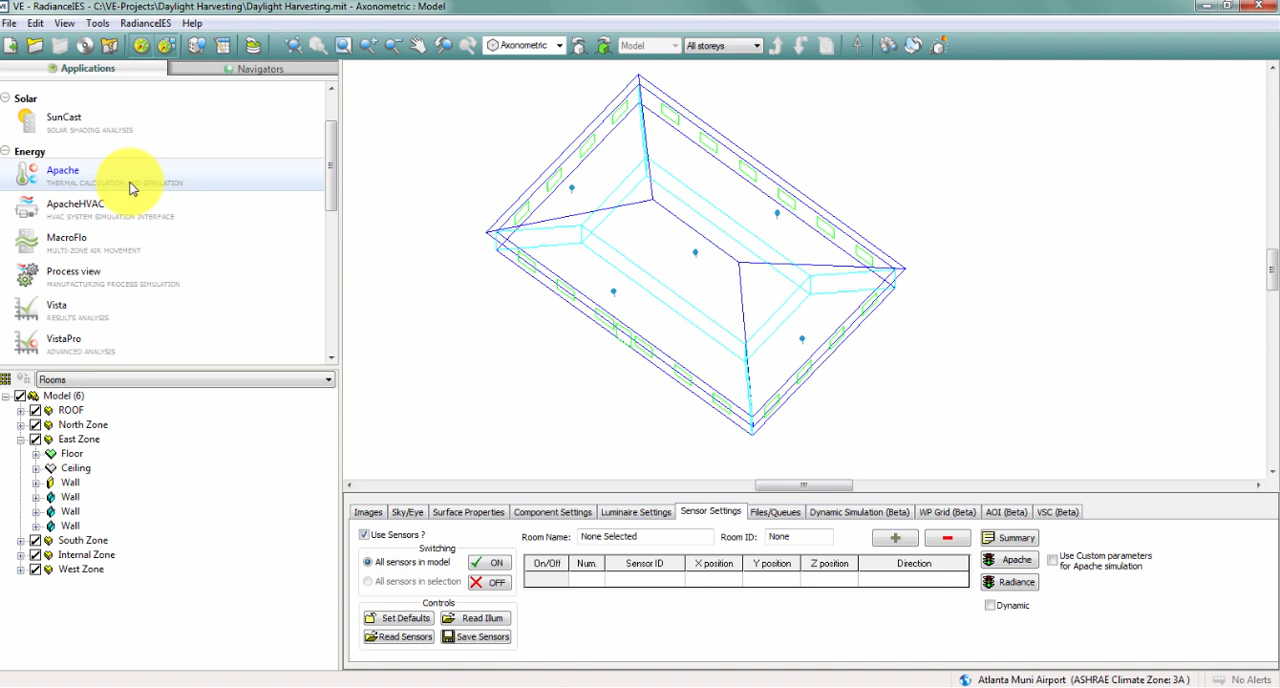 VE - RadianceIES - C:\VE-Projects\Daylight Harvesting\Daylight Harvesting.mit - Axonometric : Model
File Edit View Tools RadianceIES Help
Axonometric Model All storeys
Applications Navigators
Solar
SunCast
SOLAR SHADING ANALYSIS
Energy
Apache
THERMAL CALCULATION AND SIMULATION
ApacheHVAC
HVAC SYSTEM SIMULATION INTERFACE
MacroFlo
MULTI-ZONE AIR MOVEMENT
Process view
MANUFACTURING PROCESS SIMULATION
Vista
RESULTS ANALYSIS
VistaPro
ADVANCED ANALYSIS
Rooms
Model (6)
ROOF
North Zone
East Zone
Floor
Ceiling
Wall
Wall
Wall
Wall
South Zone
Internal Zone
West Zone
Images Sky/Eye Surface Properties Component Settings Luminaire Settings Sensor Settings Files/Queues Dynamic Simulation (Beta) WP Grid (Beta) AOI (Beta) VSC (Beta)
Use Sensors ?
Switching
All sensors in model ON
All sensors in selection OFF
Controls
Set Defaults Read Illum
Read Sensors Save Sensors
Room Name: None Selected Room ID: None
On/Off Num. Sensor ID X position Y position Z position Direction
Summary
Apache
Radiance
Dynamic
Use Custom parameters
for Apache simulation
Atlanta Muni Airport (ASHRAE Climate Zone: 3A ) No Alerts